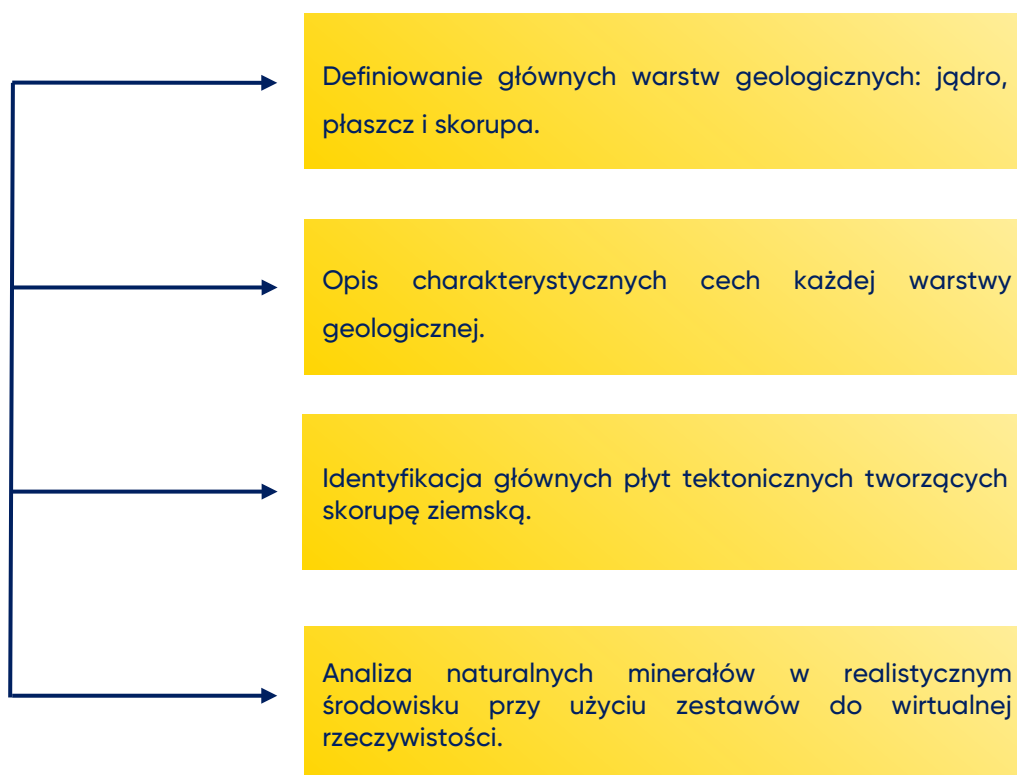 Definiowanie głównych warstw geologicznych: jądro,
płaszcz i skorupa.
Opis charakterystycznych cech każdej warstwy
geologicznej.
Identyfikacja głównych płyt tektonicznych tworzących
skorupę ziemską.
Analiza naturalnych minerałów w realistycznym
środowisku przy użyciu zestawów do wirtualnej
rzeczywistości.